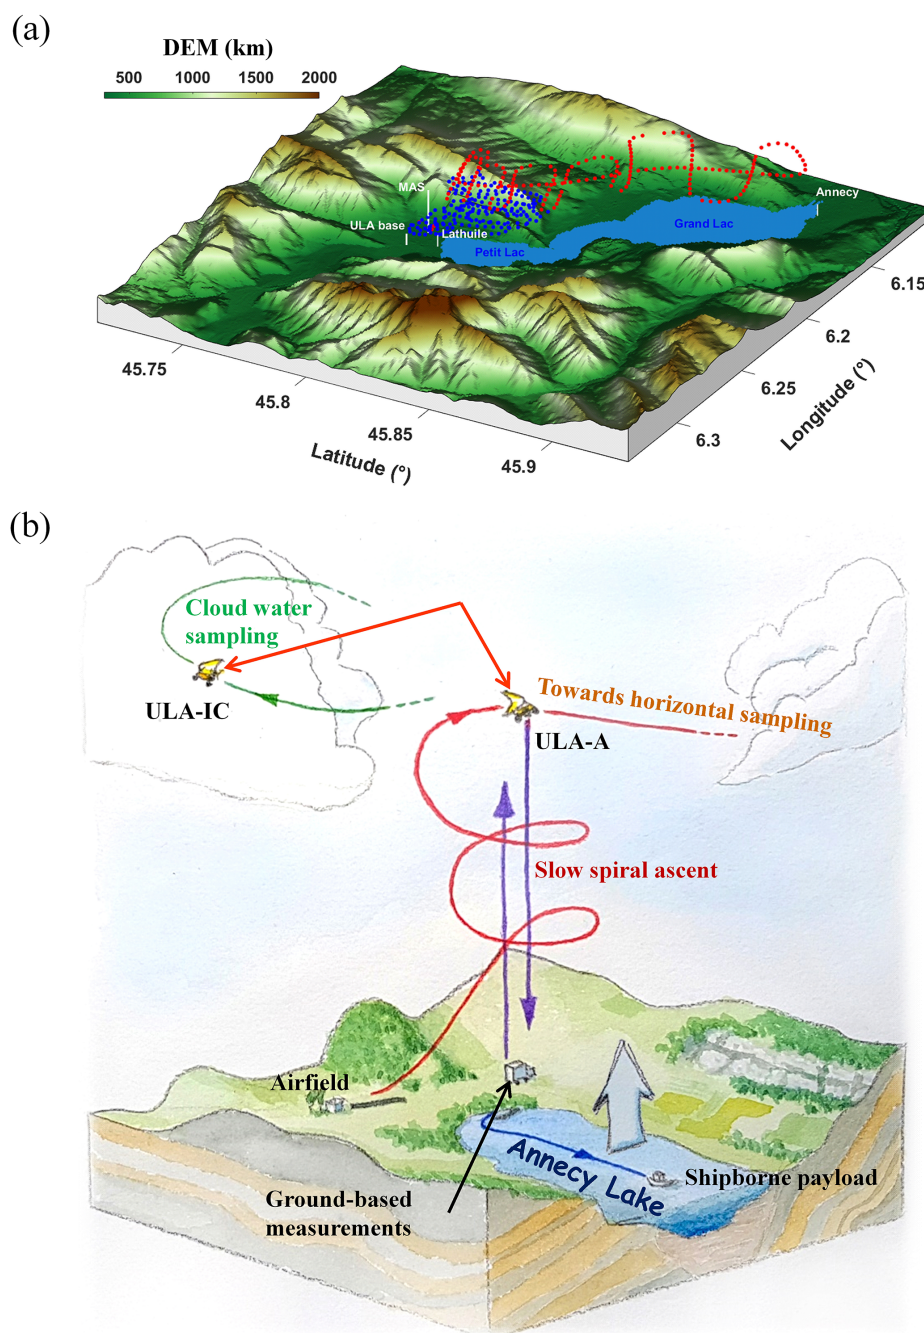 (a)
DEM (km)
500 1000 1500 2000
MAS
Annecy
ULA base
Lathuile
Grand Lac
Petit Lac
6.15
6.2
6.25
6.3
Longitude (°)
45.75
45.8
45.85
45.9
Latitude (°)
(b)
Cloud water
sampling
ULA-IC
Towards horizontal sampling
ULA-A
Slow spiral ascent
Airfield
Annecy Lake
Shipborne payload
Ground-based
measurements